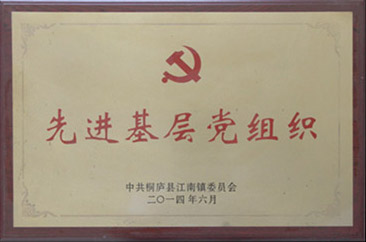 先进基层党组织
中共桐庐县江南镇委员会
二〇一四年六月